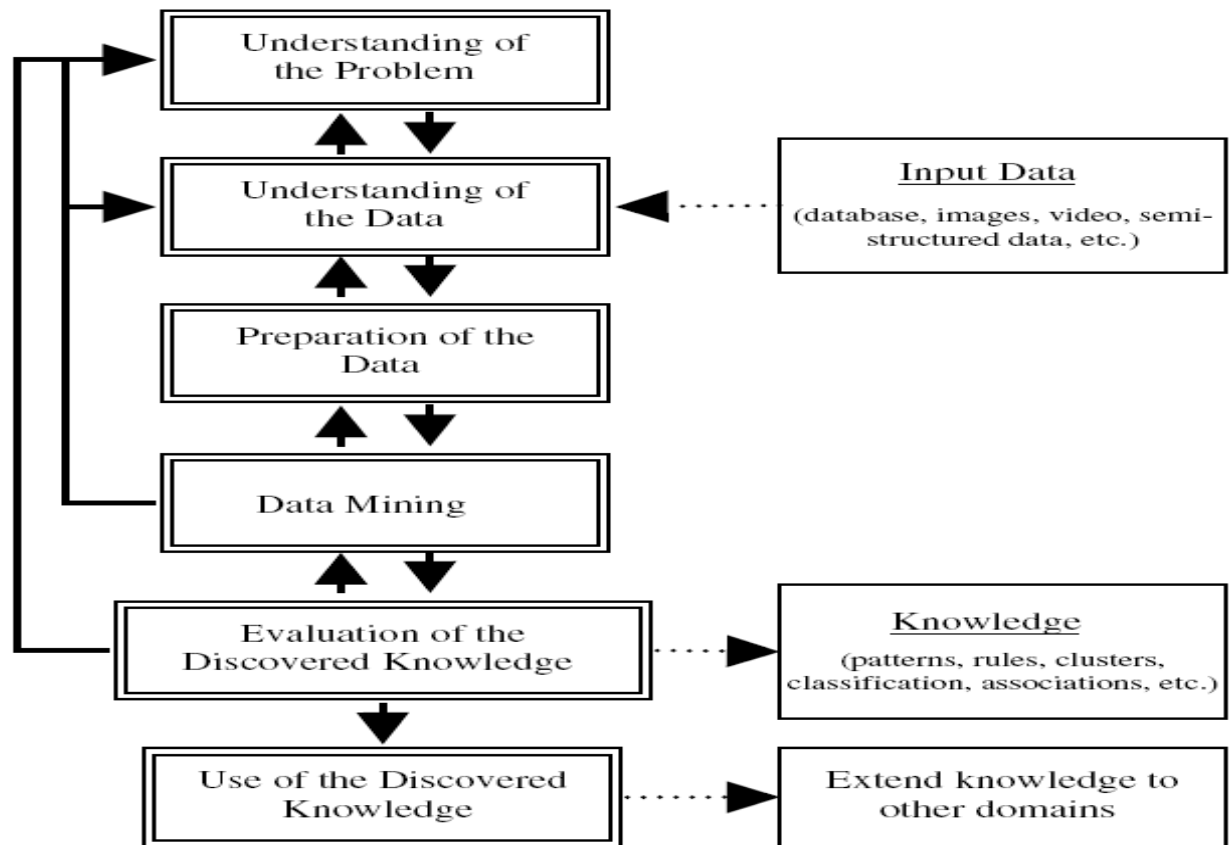 Understanding of
the Problem
Understanding of
the Data
Input Data
(database, images, video, semi-
structured data, etc.)
Preparation of the
Data
Data Mining
Evaluation of the
Discovered Knowledge
Knowledge
(patterns, rules, clusters,
classification, associations, etc.)
Use of the Discovered
Knowledge
Extend knowledge to
other domains